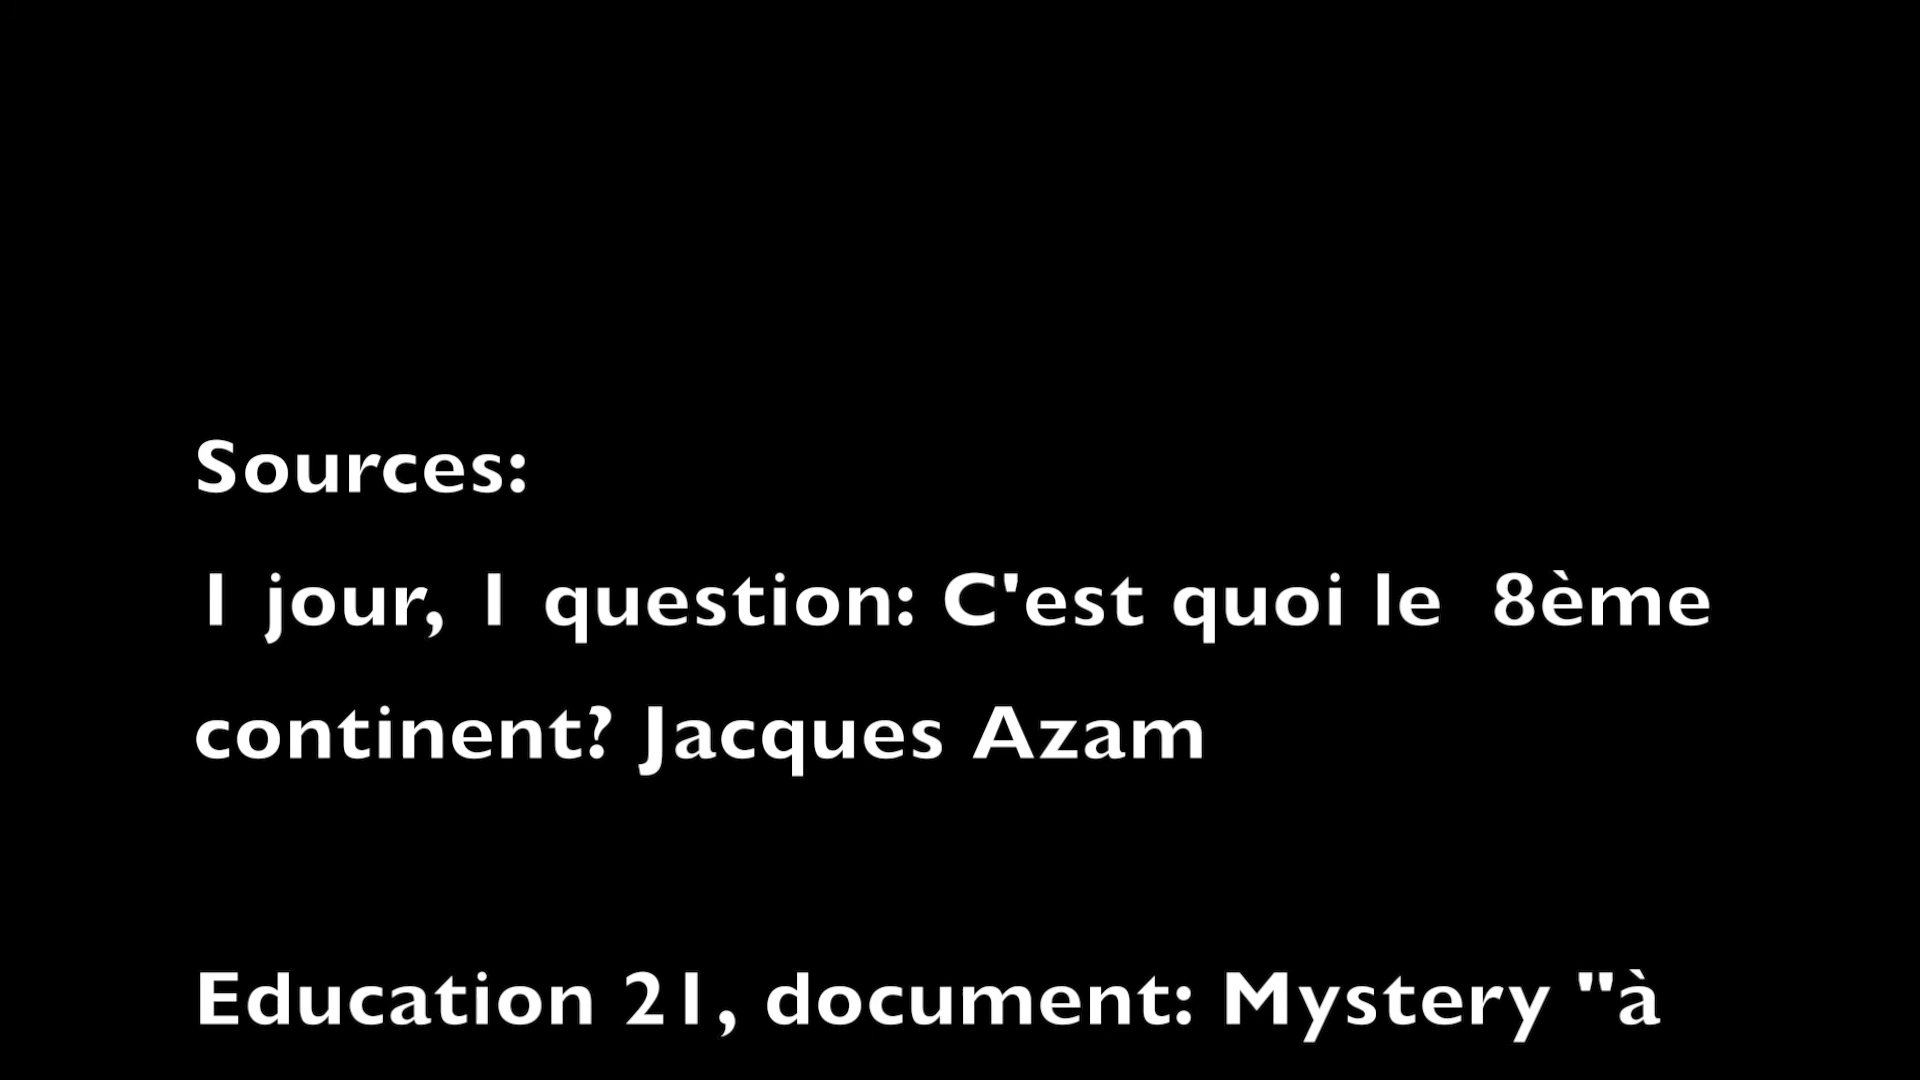 Sources:
1 jour, 1 question: C'est quoi le  8ème
continent? Jacques Azam
Education 21, document: Mystery "à